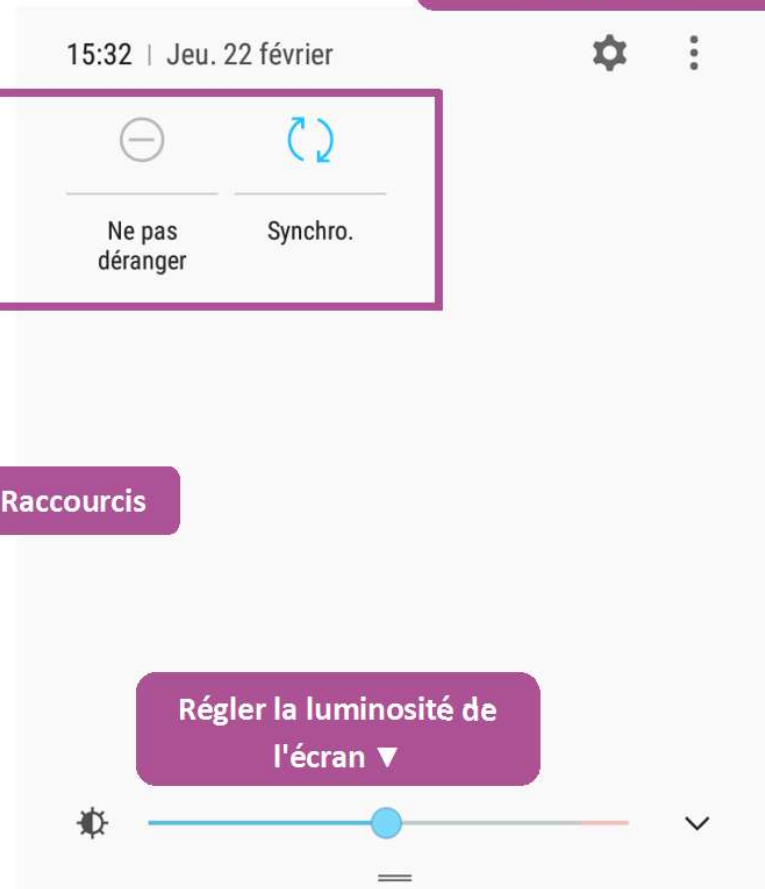 15:32 | Jeu. 22 février
Ne pas
déranger
Synchro.
Raccourcis
Régler la luminosité de
l'écran ▼